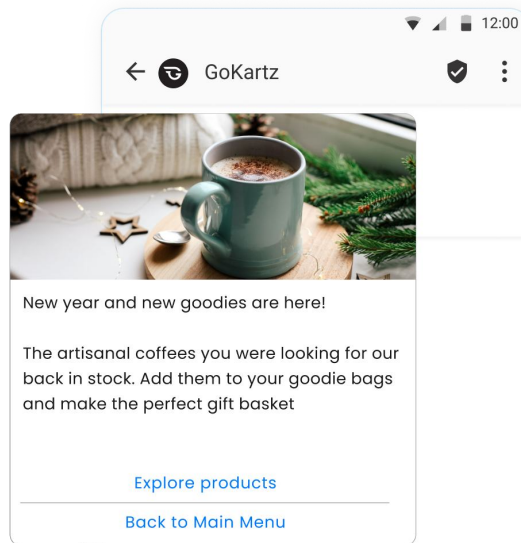 12:00
GoKartz
New year and new goodies are here!
The artisanal coffees you were looking for our
back in stock. Add them to your goodie bags
and make the perfect gift basket
Explore products
Back to Main Menu